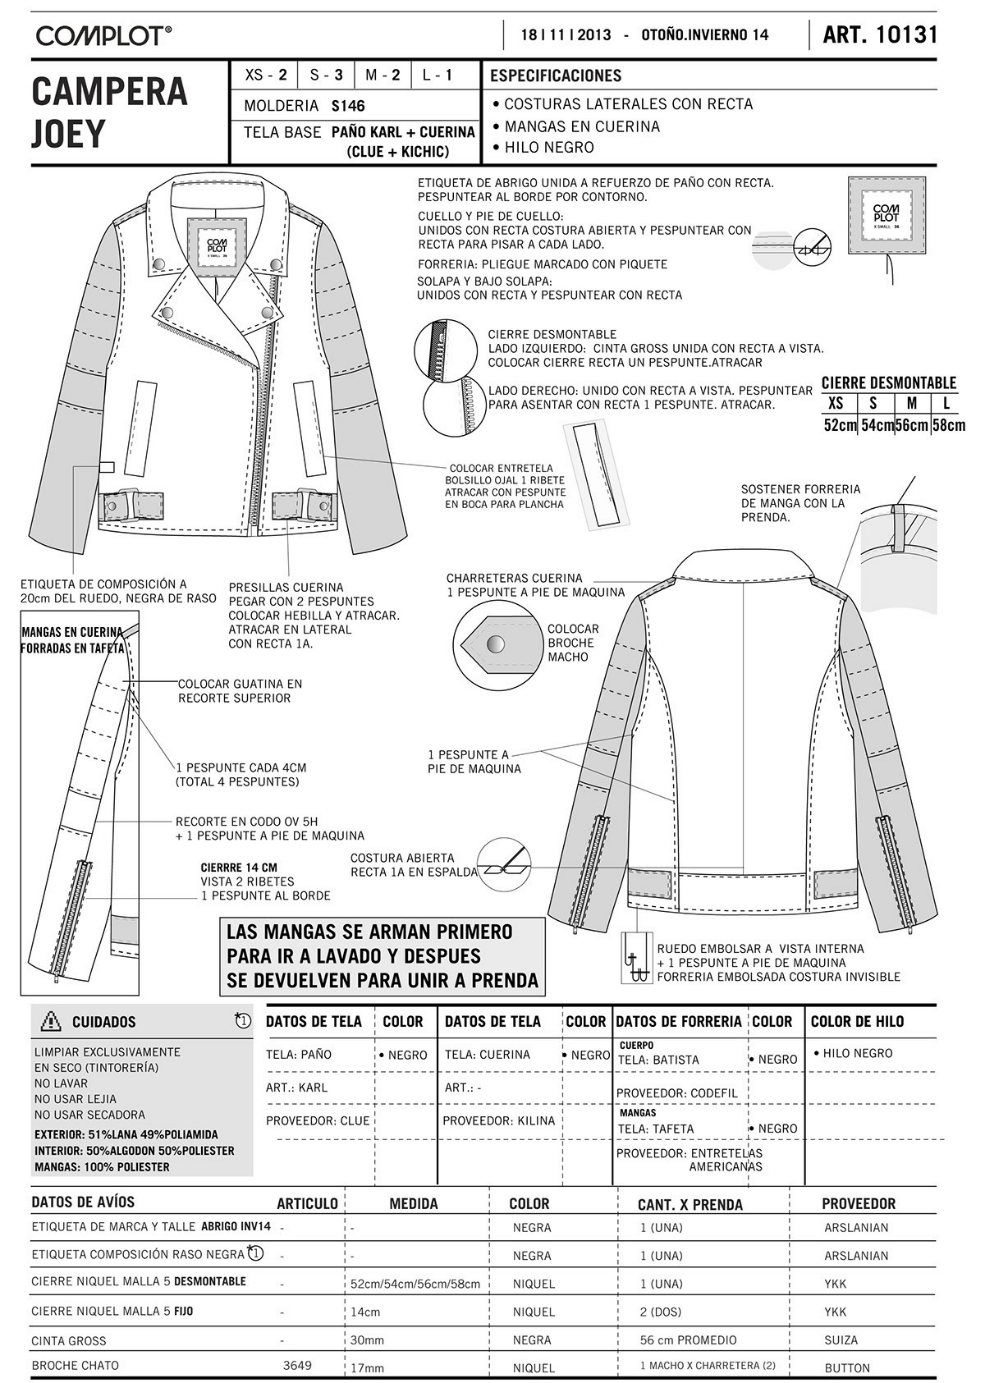 COMPLOT®
18|11|2013 - OTOÑO.INVIERNO 14
ART. 10131
CAMPERA
JOEY
XS - 2 S - 3 M - 2 L - 1
MOLDERIA S146
TELA BASE PAÑO KARL + CUERINA
(CLUE + KICHIC)
ESPECIFICACIONES
• COSTURAS LATERALES CON RECTA
• MANGAS EN CUERINA
• HILO NEGRO
ETIQUETA DE ABRIGO UNIDA A REFUERZO DE PAÑO CON RECTA.
PESPUNTEAR AL BORDE POR CONTORNO.
CUELLO Y PIE DE CUELLO:
UNIDOS CON RECTA COSTURA ABIERTA Y PESPUNTEAR CON
RECTA PARA PISAR A CADA LADO.
FORRERIA: PLIEGUE MARCADO CON PIQUETE
SOLAPA Y BAJO SOLAPA:
UNIDOS CON RECTA Y PESPUNTEAR CON RECTA
COM
PLOT
X SMALL 36
COM
PLOT
X SMALL 36
CIERRE DESMONTABLE
LADO IZQUIERDO: CINTA GROSS UNIDA CON RECTA A VISTA.
COLOCAR CIERRE RECTA UN PESPUNTE.ATRACAR
LADO DERECHO: UNIDO CON RECTA A VISTA. PESPUNTEAR
PARA ASENTAR CON RECTA 1 PESPUNTE. ATRACAR.
CIERRE DESMONTABLE
XS S M L
52cm 54cm 56cm 58cm
COLOCAR ENTRETELA
BOLSILLO OJAL 1 RIBETE
ATRACAR CON PESPUNTE
EN BOCA PARA PLANCHA
SOSTENER FORRERIA
DE MANGA CON LA
PRENDA.
ETIQUETA DE COMPOSICIÓN A
20cm DEL RUEDO, NEGRA DE RASO
PRESILLAS CUERINA
PEGAR CON 2 PESPUNTES
COLOCAR HEBILLA Y ATRACAR.
ATRACAR EN LATERAL
CON RECTA 1A.
CHARRETERAS CUERINA
1 PESPUNTE A PIE DE MAQUINA
COLOCAR
BROCHE
MACHO
MANGAS EN CUERINA
FORRADAS EN TAFETA
COLOCAR GUATINA EN
RECORTE SUPERIOR
1 PESPUNTE CADA 4CM
(TOTAL 4 PESPUNTES)
1 PESPUNTE A
PIE DE MAQUINA
RECORTE EN CODO OV 5H
+ 1 PESPUNTE A PIE DE MAQUINA
CIERRRE 14 CM
VISTA 2 RIBETES
1 PESPUNTE AL BORDE
COSTURA ABIERTA
RECTA 1A EN ESPALDA
LAS MANGAS SE ARMAN PRIMERO
PARA IR A LAVADO Y DESPUES
SE DEVUELVEN PARA UNIR A PRENDA
RUEDO EMBOLSAR A VISTA INTERNA
+ 1 PESPUNTE A PIE DE MAQUINA
FORRERIA EMBOLSADA COSTURA INVISIBLE
CUIDADOS *1
LIMPIAR EXCLUSIVAMENTE
EN SECO (TINTORERÍA)
NO LAVAR
NO USAR LEJIA
NO USAR SECADORA
EXTERIOR: 51%LANA 49%POLIAMIDA
INTERIOR: 50%ALGODON 50%POLIESTER
MANGAS: 100% POLIESTER
DATOS DE TELA COLOR DATOS DE TELA COLOR DATOS DE FORRERIA COLOR COLOR DE HILO
TELA: PAÑO • NEGRO TELA: CUERINA • NEGRO
CUERPO
TELA: BATISTA • NEGRO
• HILO NEGRO
ART.: KARL ART.: - PROVEEDOR: CODEFIL
PROVEEDOR: CLUE PROVEEDOR: KILINA
MANGAS
TELA: TAFETA • NEGRO
PROVEEDOR: ENTRETELAS
AMERICANAS
DATOS DE AVÍOS ARTICULO MEDIDA COLOR CANT. X PRENDA PROVEEDOR
ETIQUETA DE MARCA Y TALLE ABRIGO INV14 - - NEGRA 1 (UNA) ARSLANIAN
ETIQUETA COMPOSICIÓN RASO NEGRA *1 - - NEGRA 1 (UNA) ARSLANIAN
CIERRE NIQUEL MALLA 5 DESMONTABLE - 52cm/54cm/56cm/58cm NIQUEL 1 (UNA) YKK
CIERRE NIQUEL MALLA 5 FIJO - 14cm NIQUEL 2 (DOS) YKK
CINTA GROSS - 30mm NEGRA 56 cm PROMEDIO SUIZA
BROCHE CHATO 3649 17mm NIQUEL 1 MACHO X CHARRETERA (2) BUTTON